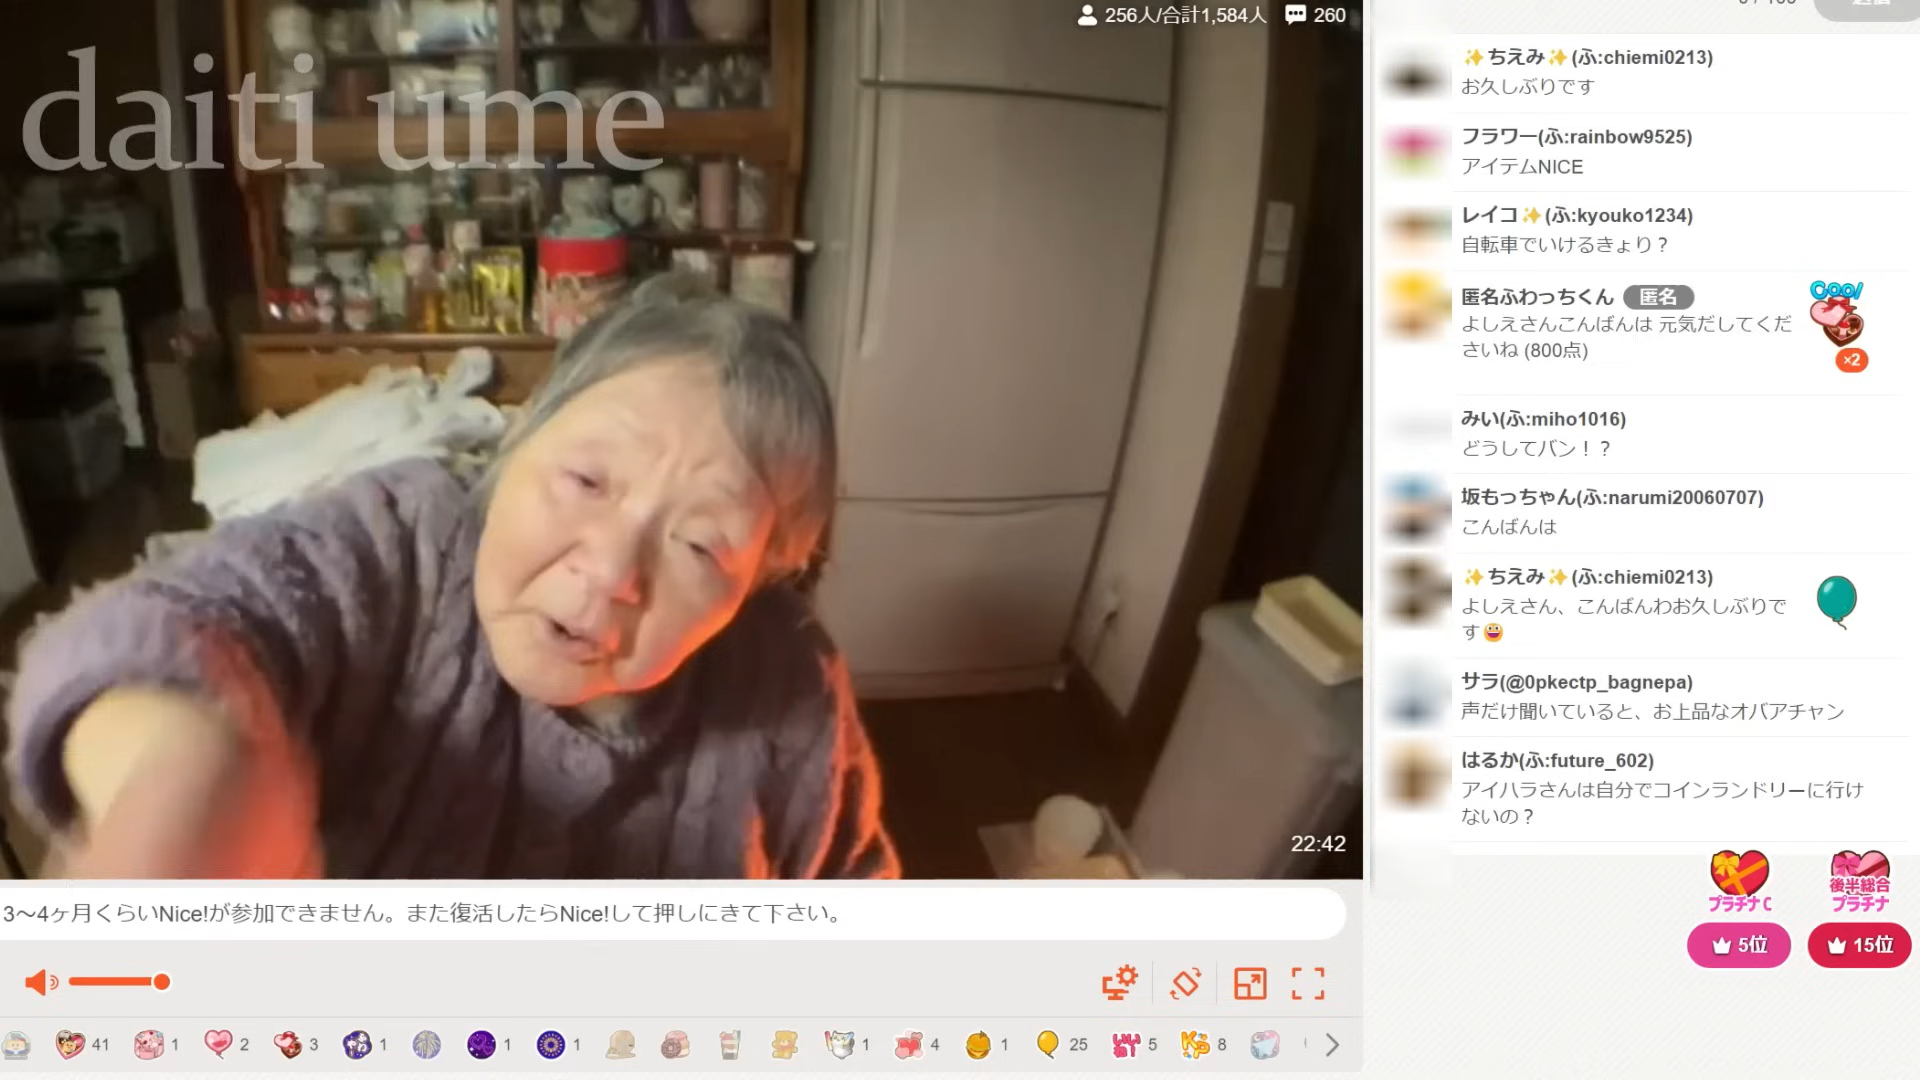 256人/合計1,584人 260
daiti ume
✨ちえみ✨(ふ:chiemi0213)
お久しぶりです
フラワー(ふ:rainbow9525)
アイテムNICE
レイコ✨(ふ:kyouko1234)
自転車でいけるきょり？
匿名ふわっちくん 匿名
よしえさんこんばんは 元気だしてくだ
さいね (800点)
COOl
×2
みい(ふ:miho1016)
どうしてバン！？
坂もっちゃん(ふ:narumi20060707)
こんばんは
✨ちえみ✨(ふ:chiemi0213)
よしえさん、こんばんわお久しぶりで
す😀
サラ(@0pkectp_bagnepa)
声だけ聞いていると、お上品なオバアチャン
はるか(ふ:future_602)
アイハラさんは自分でコインランドリーに行け
ないの？
22:42
プラチナC
5位
後半総合
プラチナ
15位
3〜4ヶ月くらいNice!が参加できません。また復活したらNice!して押しにきて下さい。
41 1 2 3 1 1 1 1 4 1 25 5 KP 8